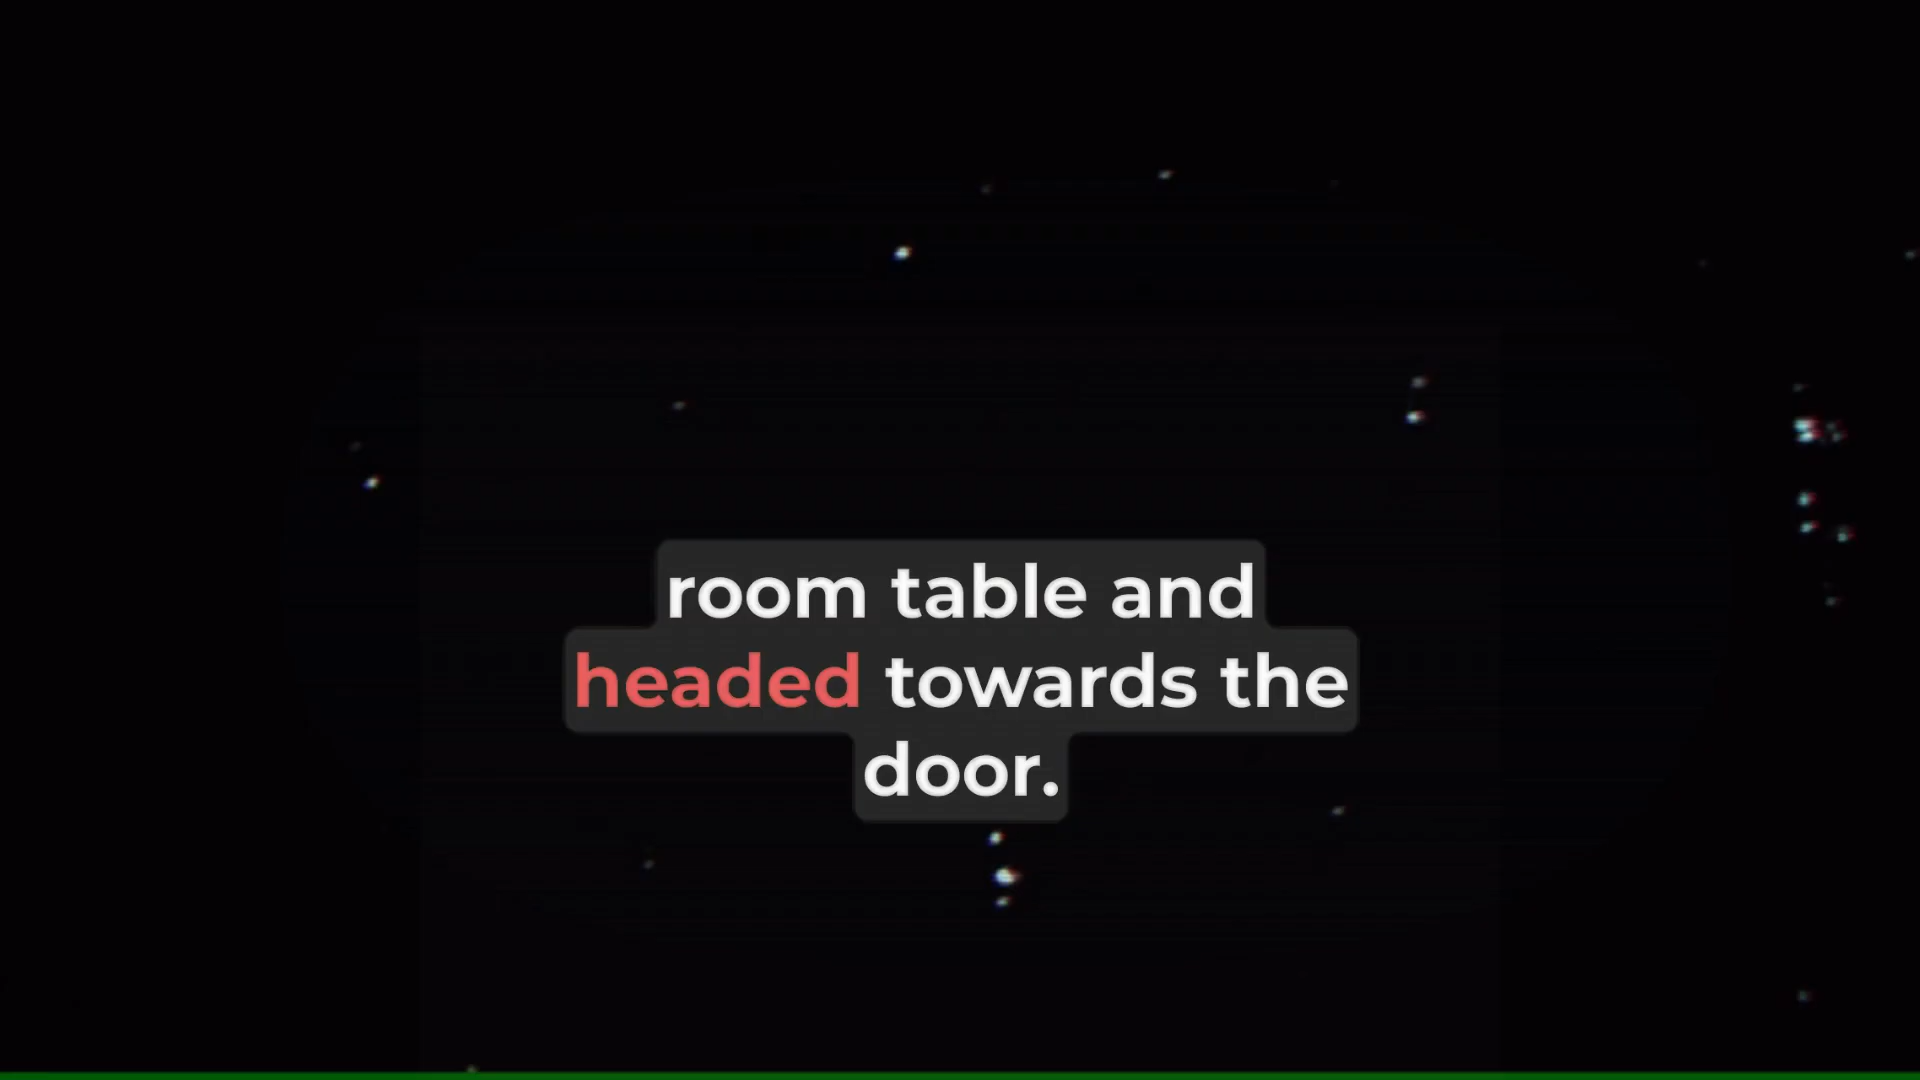 room table and
headed towards the
door.